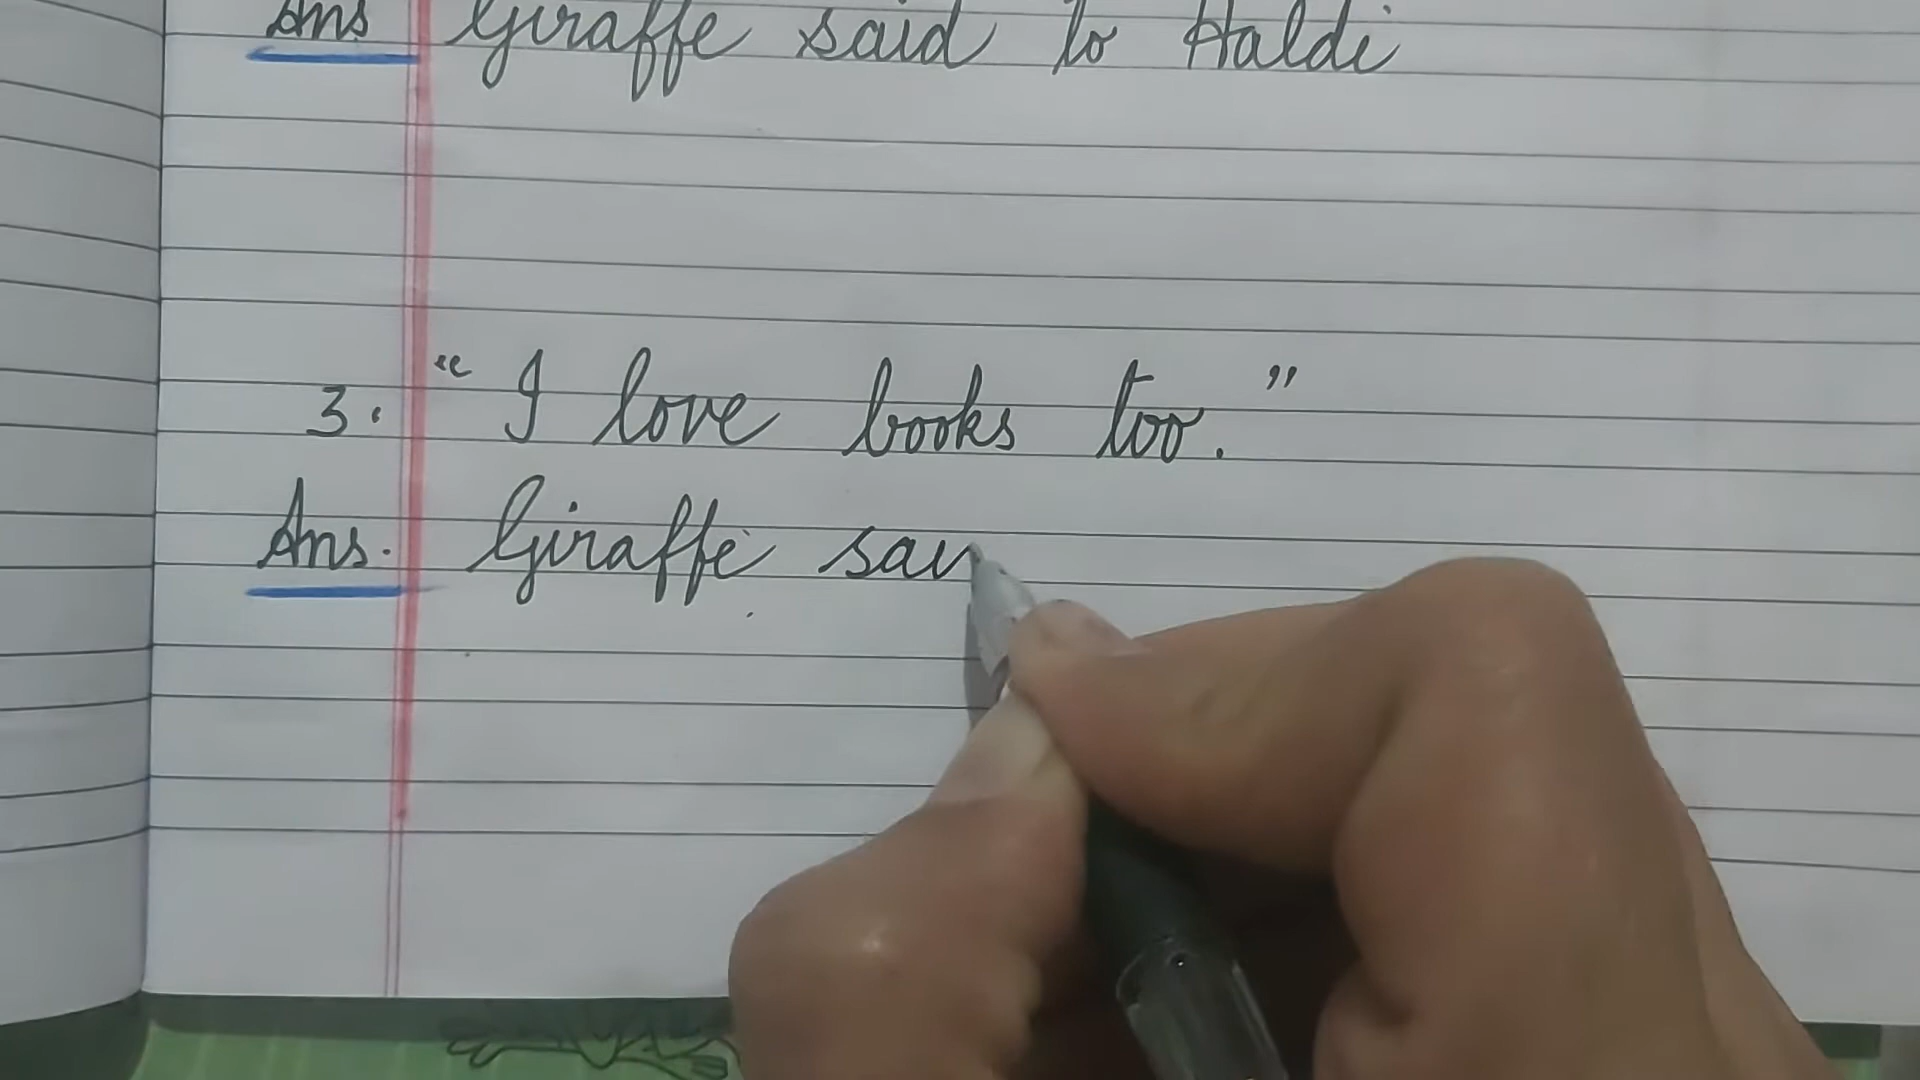 Ans Giraffe said to Haldi
3. "I love books too."
Ans. Giraffe sa